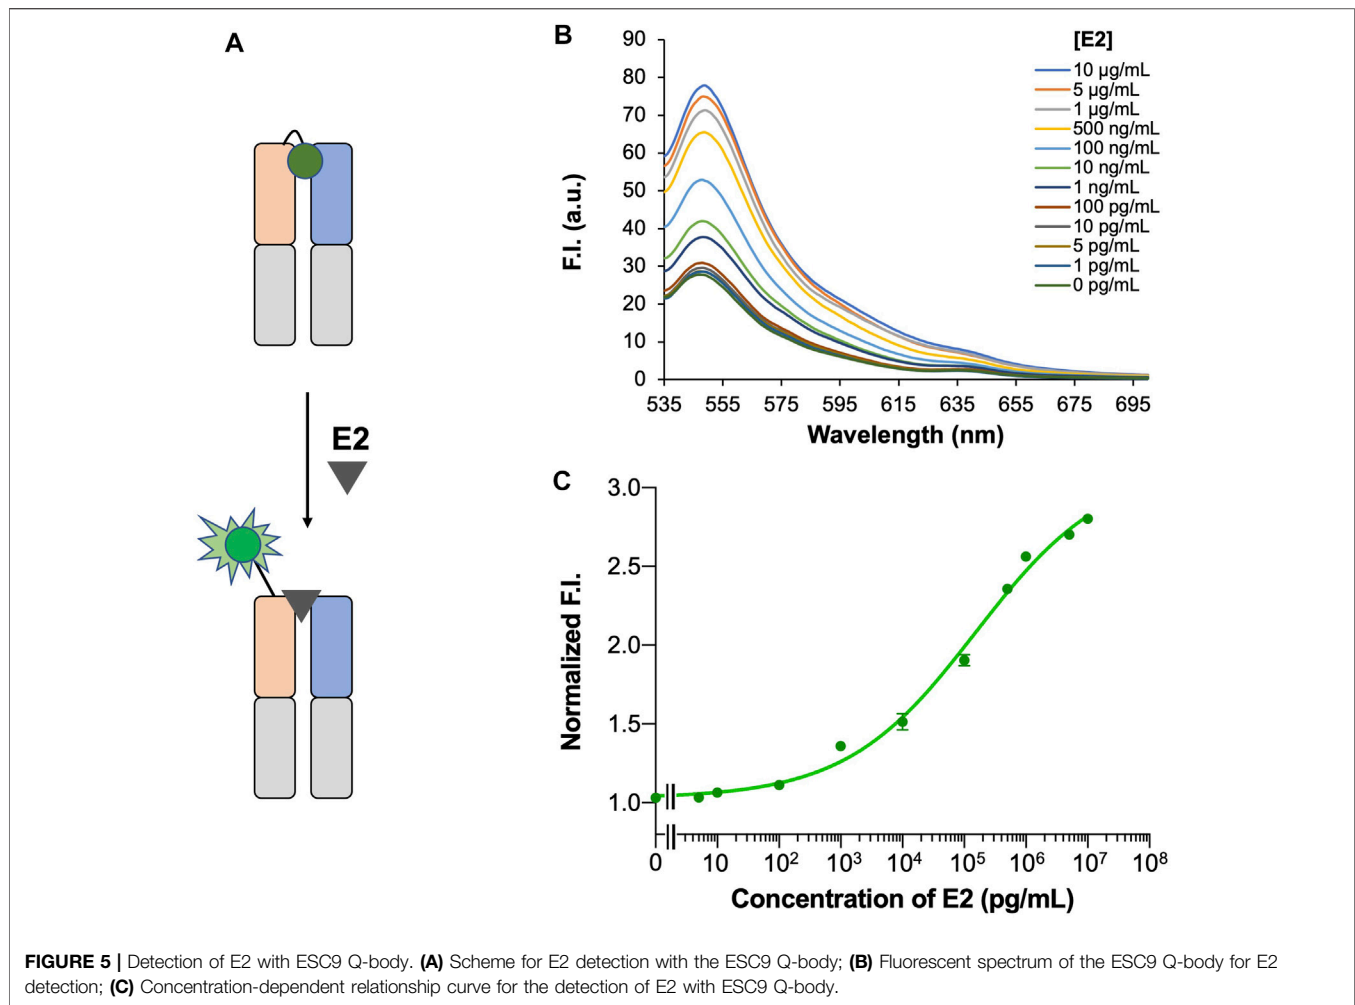 A
E2
B
F.I. (a.u.)
90
80
70
60
50
40
30
20
10
0
535 555 575 595 615 635 655 675 695
Wavelength (nm)
[E2]
10 µg/mL
5 µg/mL
1 µg/mL
500 ng/mL
100 ng/mL
10 ng/mL
1 ng/mL
100 pg/mL
10 pg/mL
5 pg/mL
1 pg/mL
0 pg/mL
C
Normalized F.I.
3.0
2.5
2.0
1.5
1.0
0 10 10² 10³ 10⁴ 10⁵ 10⁶ 10⁷ 10⁸
Concentration of E2 (pg/mL)
FIGURE 5 | Detection of E2 with ESC9 Q-body. (A) Scheme for E2 detection with the ESC9 Q-body; (B) Fluorescent spectrum of the ESC9 Q-body for E2
detection; (C) Concentration-dependent relationship curve for the detection of E2 with ESC9 Q-body.